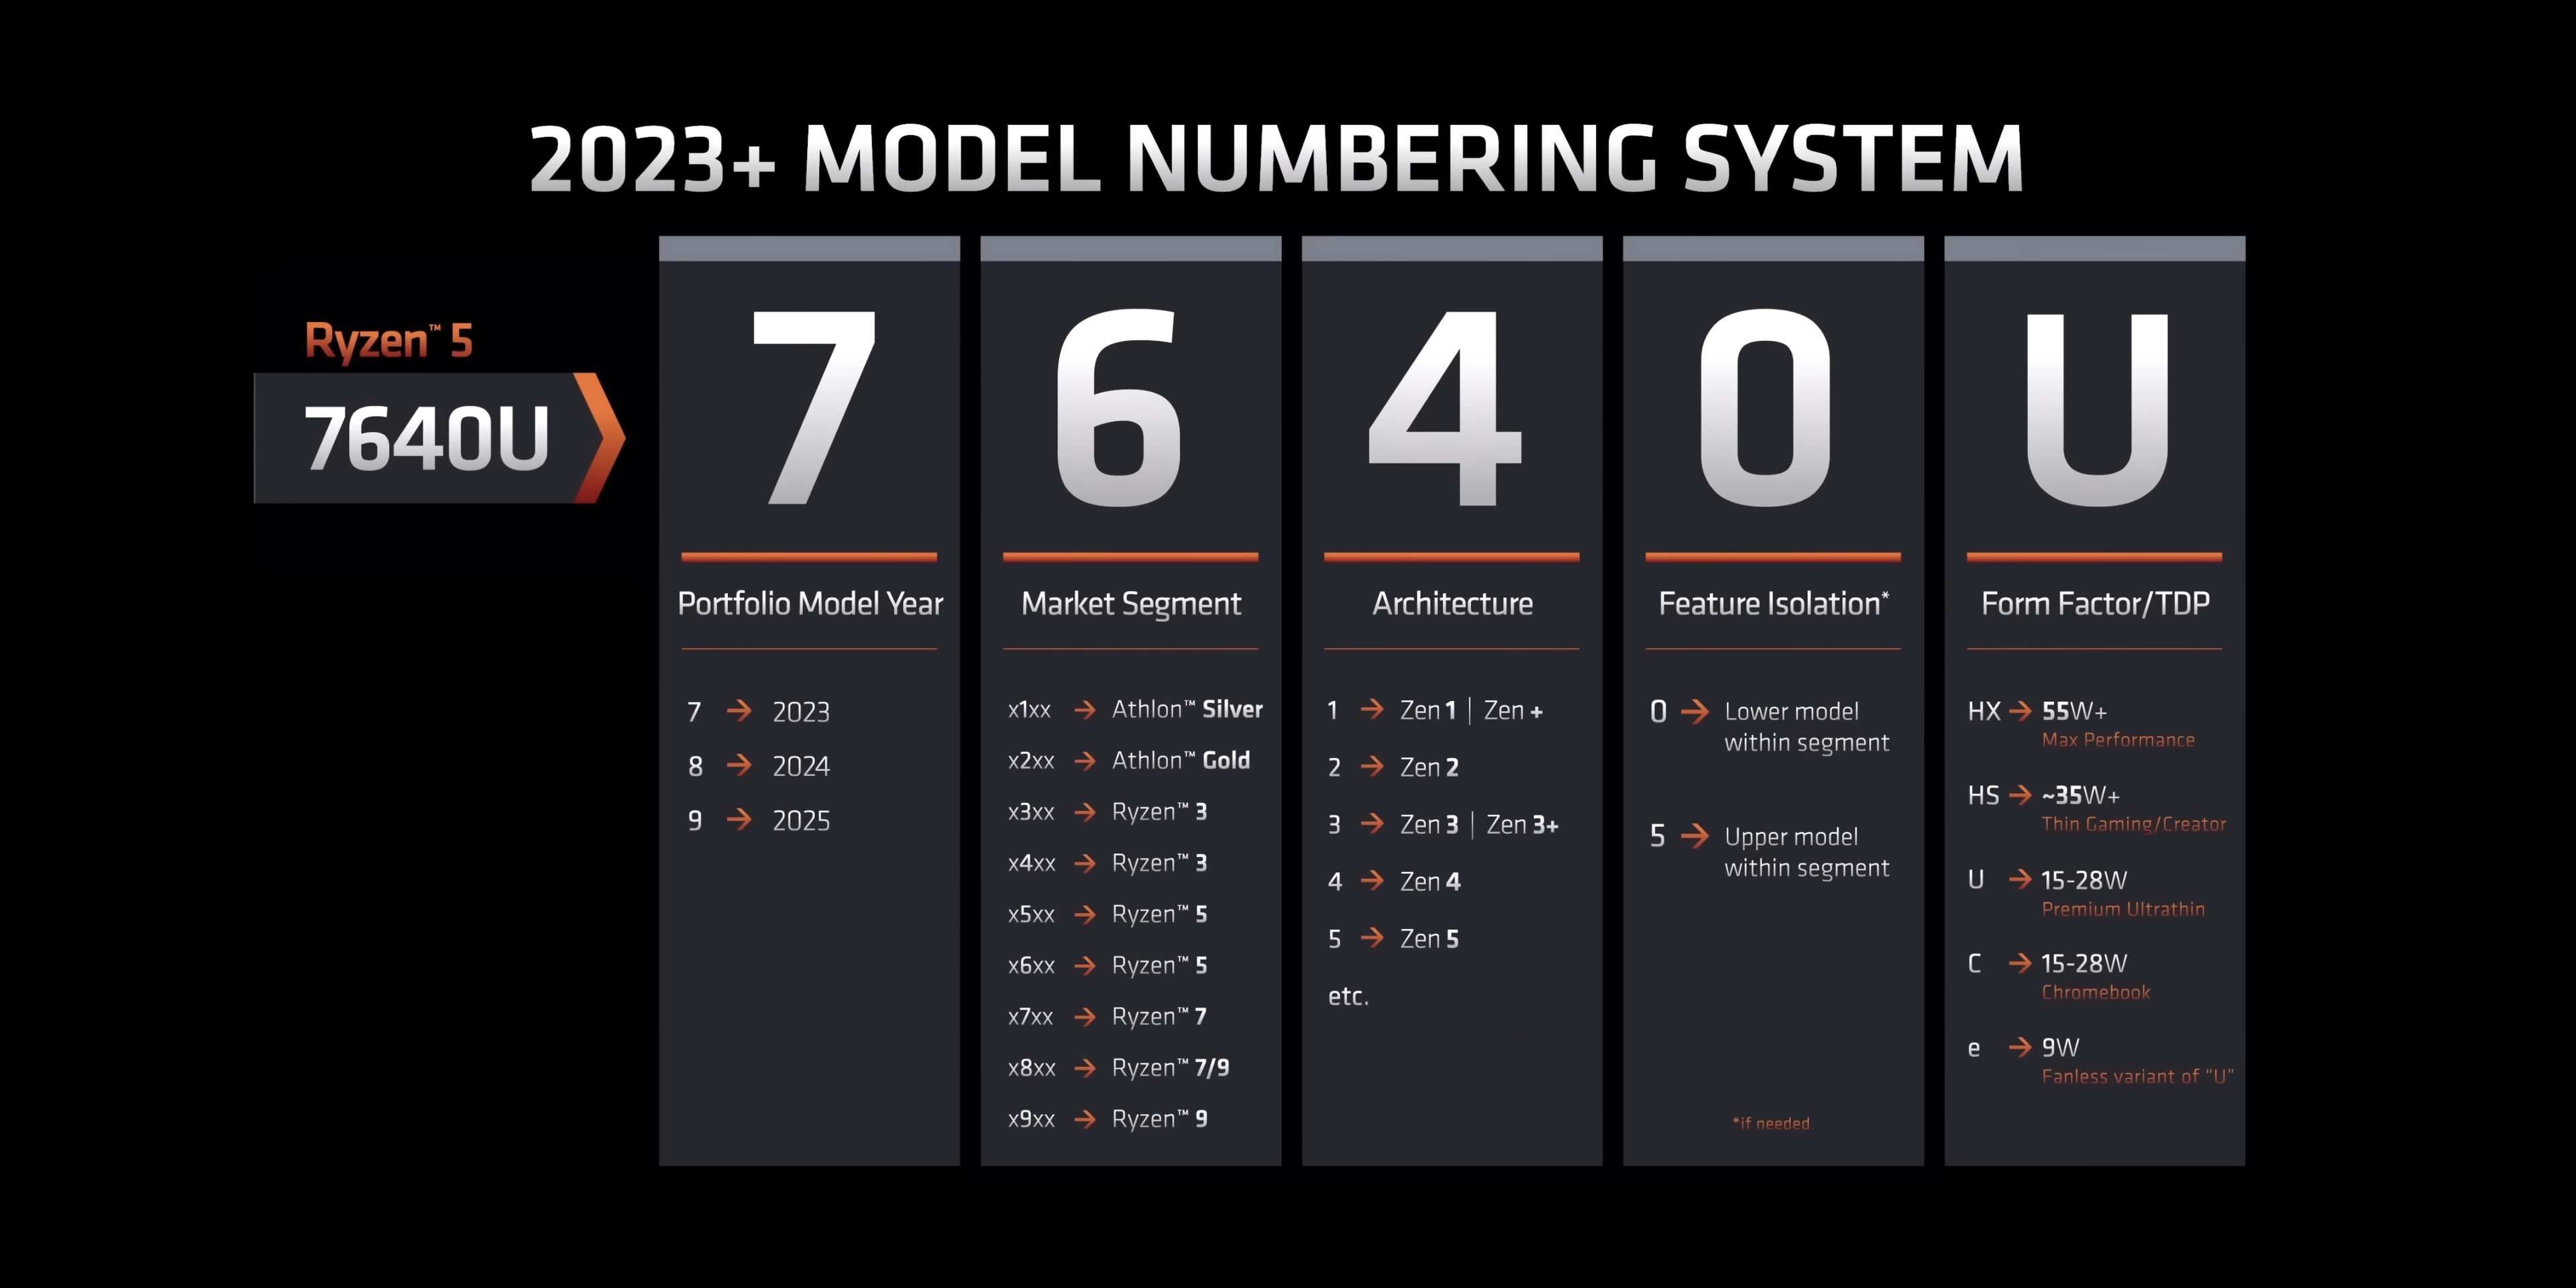 2023+ MODEL NUMBERING SYSTEM
Ryzen™ 5
7640U
7
Portfolio Model Year
7 → 2023
8 → 2024
9 → 2025
6
Market Segment
x1xx → Athlon™ Silver
x2xx → Athlon™ Gold
x3xx → Ryzen™ 3
x4xx → Ryzen™ 3
x5xx → Ryzen™ 5
x6xx → Ryzen™ 5
x7xx → Ryzen™ 7
x8xx → Ryzen™ 7/9
x9xx → Ryzen™ 9
4
Architecture
1 → Zen 1 | Zen +
2 → Zen 2
3 → Zen 3 | Zen 3+
4 → Zen 4
5 → Zen 5
etc.
0
Feature Isolation*
0 → Lower model
within segment
5 → Upper model
within segment
*if needed.
U
Form Factor/TDP
HX → 55W+
Max Performance
HS → ~35W+
Thin Gaming/Creator
U → 15-28W
Premium Ultrathin
C → 15-28W
Chromebook
e → 9W
Fanless variant of “U”